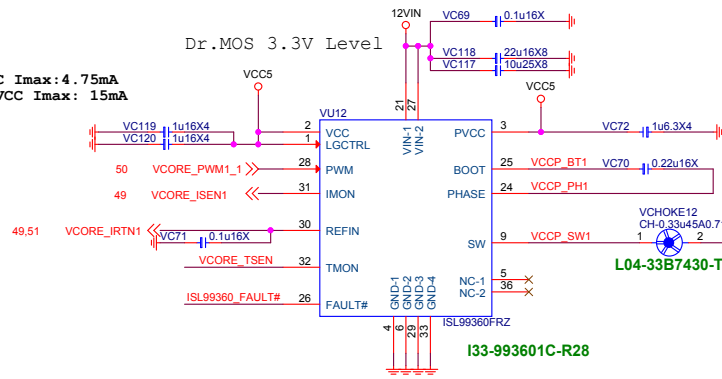 12VIN
VC69 0.1u16X
Dr.MOS 3.3V Level
VC118 22u16X8
VC117 10u25X8
C Imax:4.75mA
VCC Imax: 15mA
VCC5
VCC5
VU12
21
27
VC119 1u16X4
VC120 1u16X4
2 VCC
1 LGCTRL
VIN-1
VIN-2
PVCC 3
VC72 1u6.3X4
50 VCORE_PWM1_1 28 PWM
BOOT 25 VCCP_BT1 VC70 0.22u16X
49 VCORE_ISEN1 31 IMON
PHASE 24 VCCP_PH1
49,51 VCORE_IRTN1 30 REFIN
VC71 0.1u16X
VCHOKE12
CH-0.33u45A0.7
SW 9 VCCP_SW1 1 2
L04-33B7430-T
VCORE_TSEN 32 TMON
NC-1 5
NC-2 36
ISL99360_FAULT# 26 FAULT#
GND-1
GND-2
GND-3
GND-4
4
6
29
33
ISL99360FRZ
I33-993601C-R28